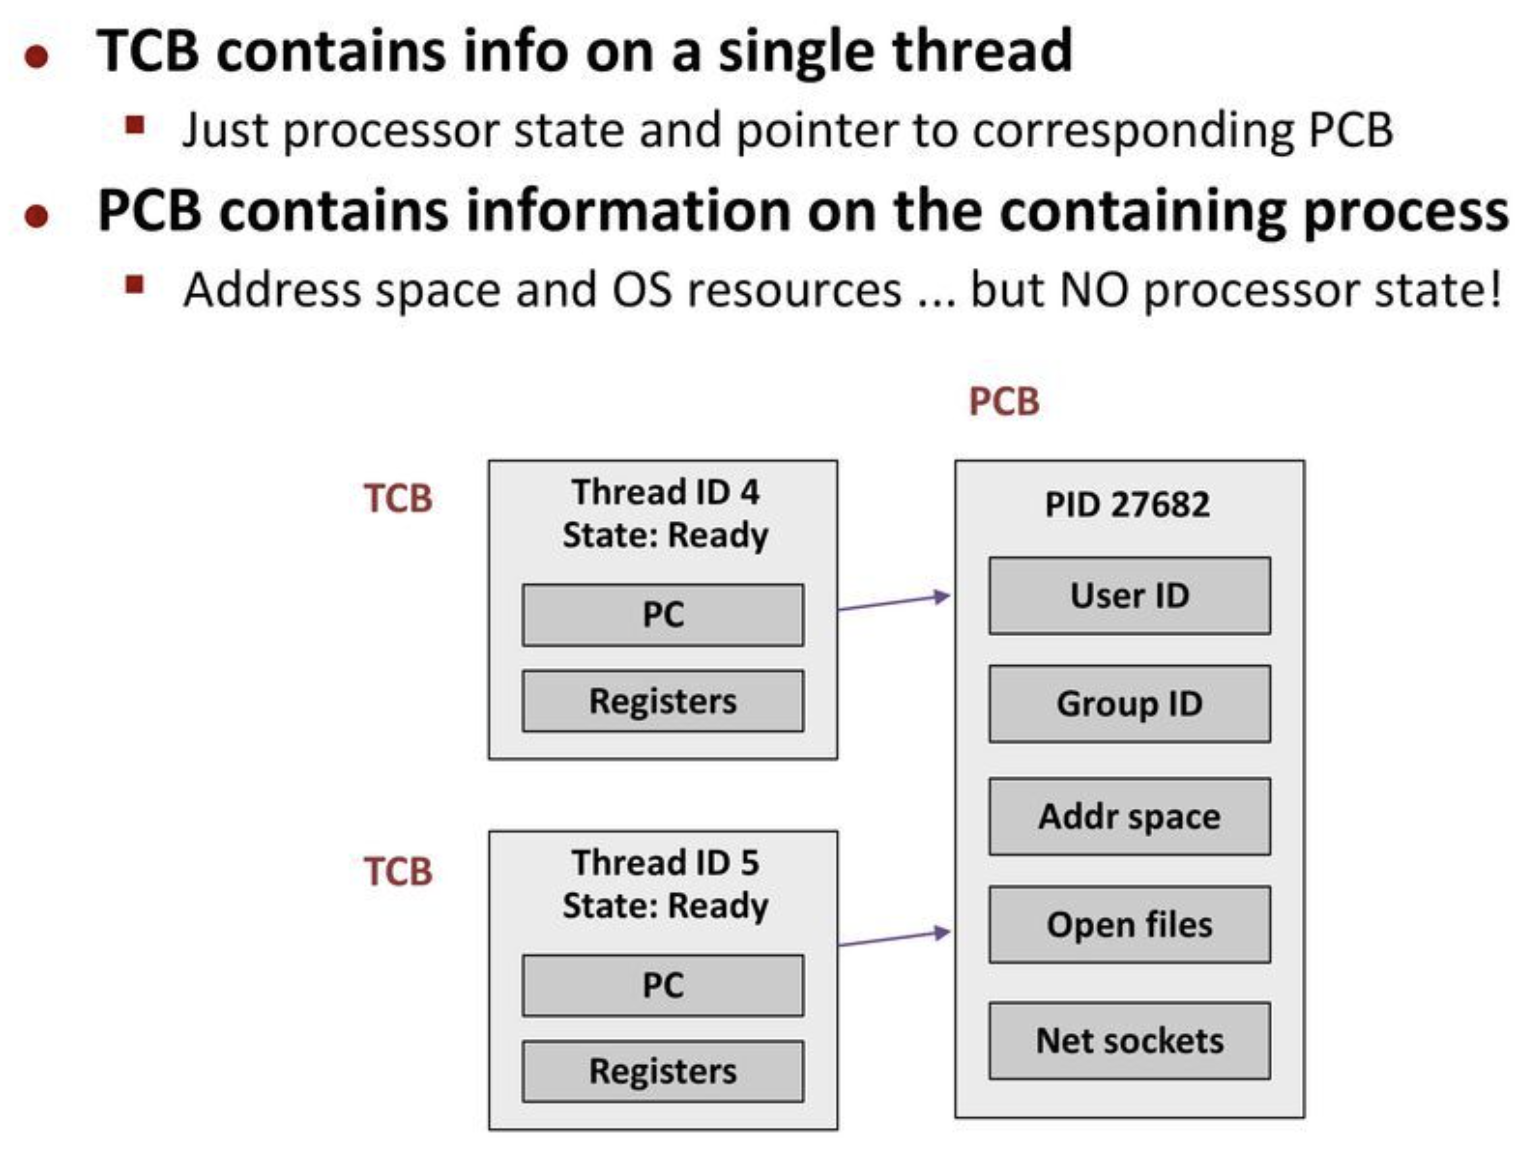 TCB contains info on a single thread
Just processor state and pointer to corresponding PCB
PCB contains information on the containing process
Address space and OS resources ... but NO processor state!
PCB
TCB
Thread ID 4
State: Ready
PC
Registers
PID 27682
User ID
Group ID
Addr space
Open files
Net sockets
TCB
Thread ID 5
State: Ready
PC
Registers